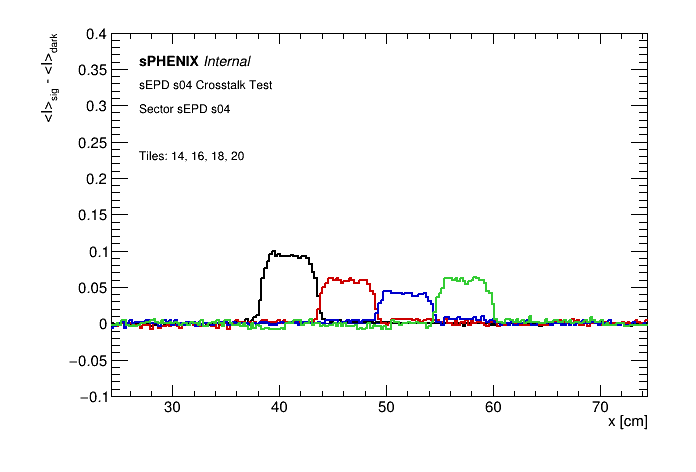 <I>sig - <I>dark
0.4
0.35
0.3
0.25
0.2
0.15
0.1
0.05
0
−0.05
−0.1
sPHENIX Internal
sEPD s04 Crosstalk Test
Sector sEPD s04
Tiles: 14, 16, 18, 20
30 40 50 60 70
x [cm]